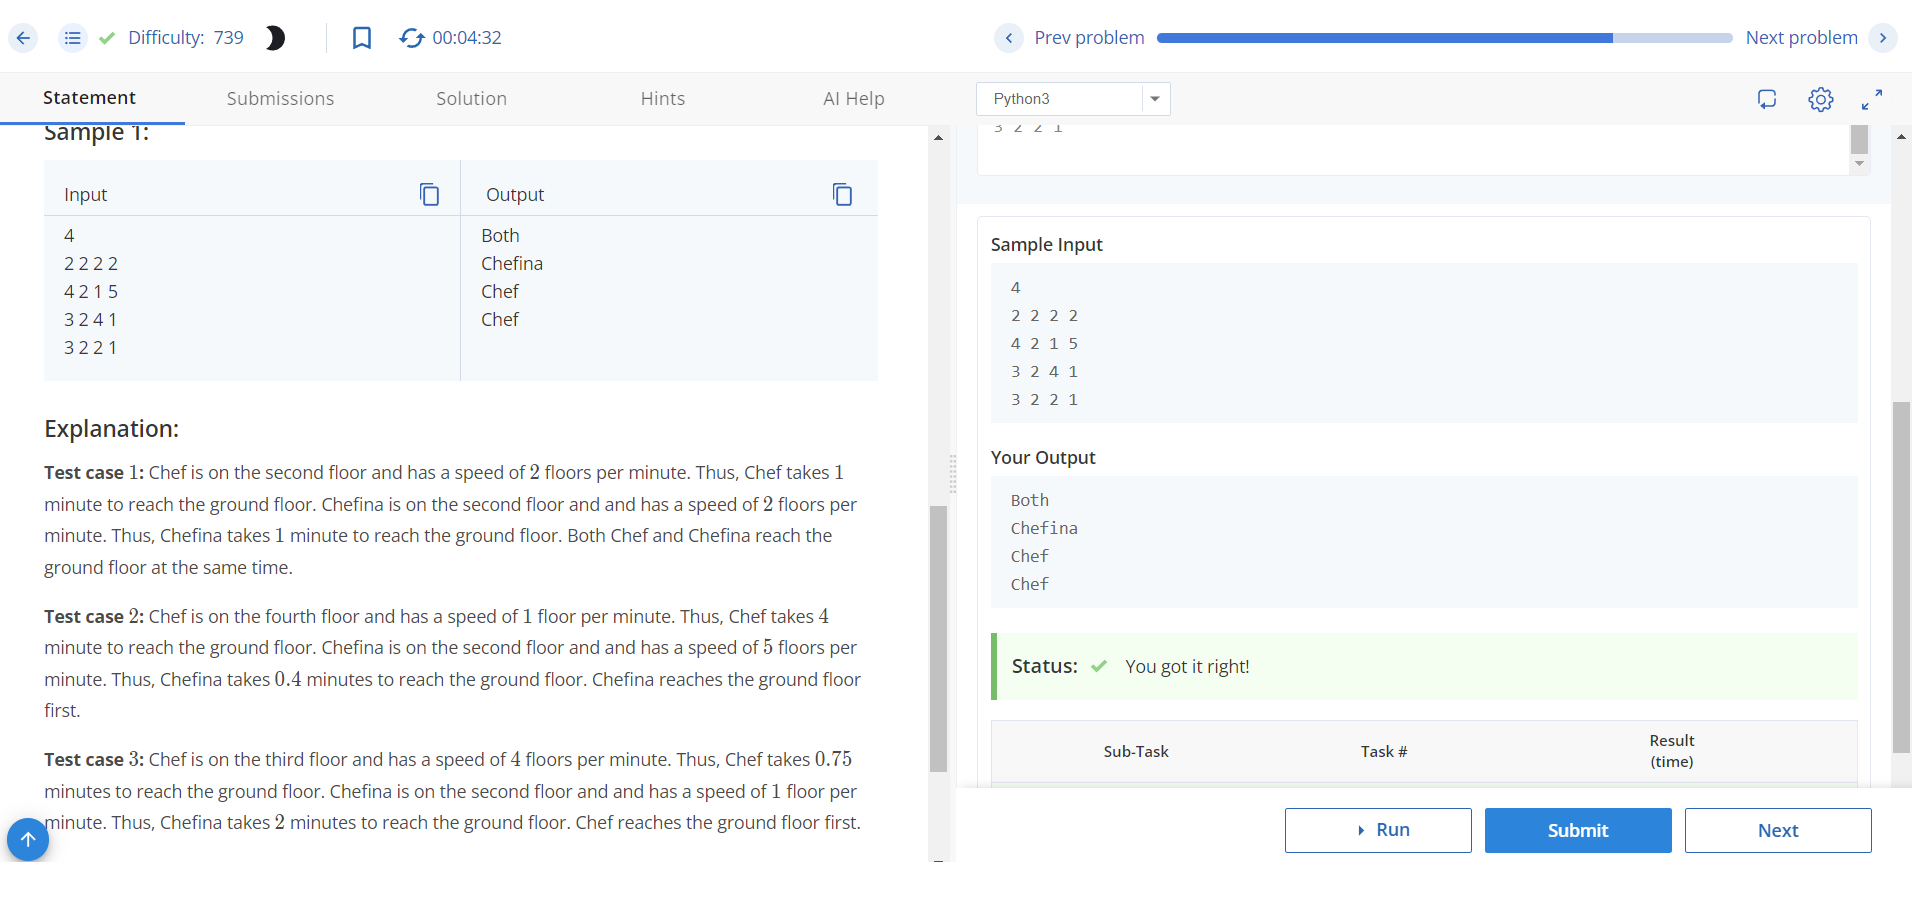 Difficulty: 739
00:04:32
Prev problem
Next problem
Statement
Submissions
Solution
Hints
AI Help
Python3
Sample 1:
Input
Output
4
2 2 2 2
4 2 1 5
3 2 4 1
3 2 2 1
Both
Chefina
Chef
Chef
Explanation:
Test case 1: Chef is on the second floor and has a speed of 2 floors per minute. Thus, Chef takes 1
minute to reach the ground floor. Chefina is on the second floor and and has a speed of 2 floors per
minute. Thus, Chefina takes 1 minute to reach the ground floor. Both Chef and Chefina reach the
ground floor at the same time.
Test case 2: Chef is on the fourth floor and has a speed of 1 floor per minute. Thus, Chef takes 4
minute to reach the ground floor. Chefina is on the second floor and and has a speed of 5 floors per
minute. Thus, Chefina takes 0.4 minutes to reach the ground floor. Chefina reaches the ground floor
first.
Test case 3: Chef is on the third floor and has a speed of 4 floors per minute. Thus, Chef takes 0.75
minutes to reach the ground floor. Chefina is on the second floor and and has a speed of 1 floor per
minute. Thus, Chefina takes 2 minutes to reach the ground floor. Chef reaches the ground floor first.
3 2 2 1
Sample Input
4
2 2 2 2
4 2 1 5
3 2 4 1
3 2 2 1
Your Output
Both
Chefina
Chef
Chef
Status: You got it right!
Sub-Task
Task #
Result
(time)
Run
Submit
Next